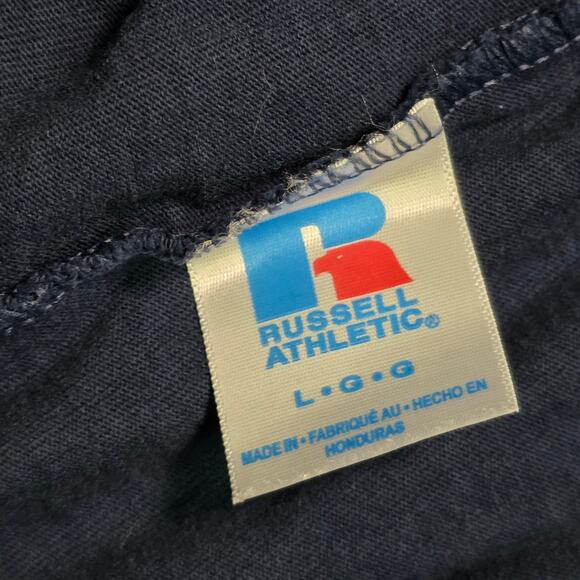 RUSSELL
ATHLETIC®
L • G • G
MADE IN • FABRIQUÉ AU • HECHO EN
HONDURAS